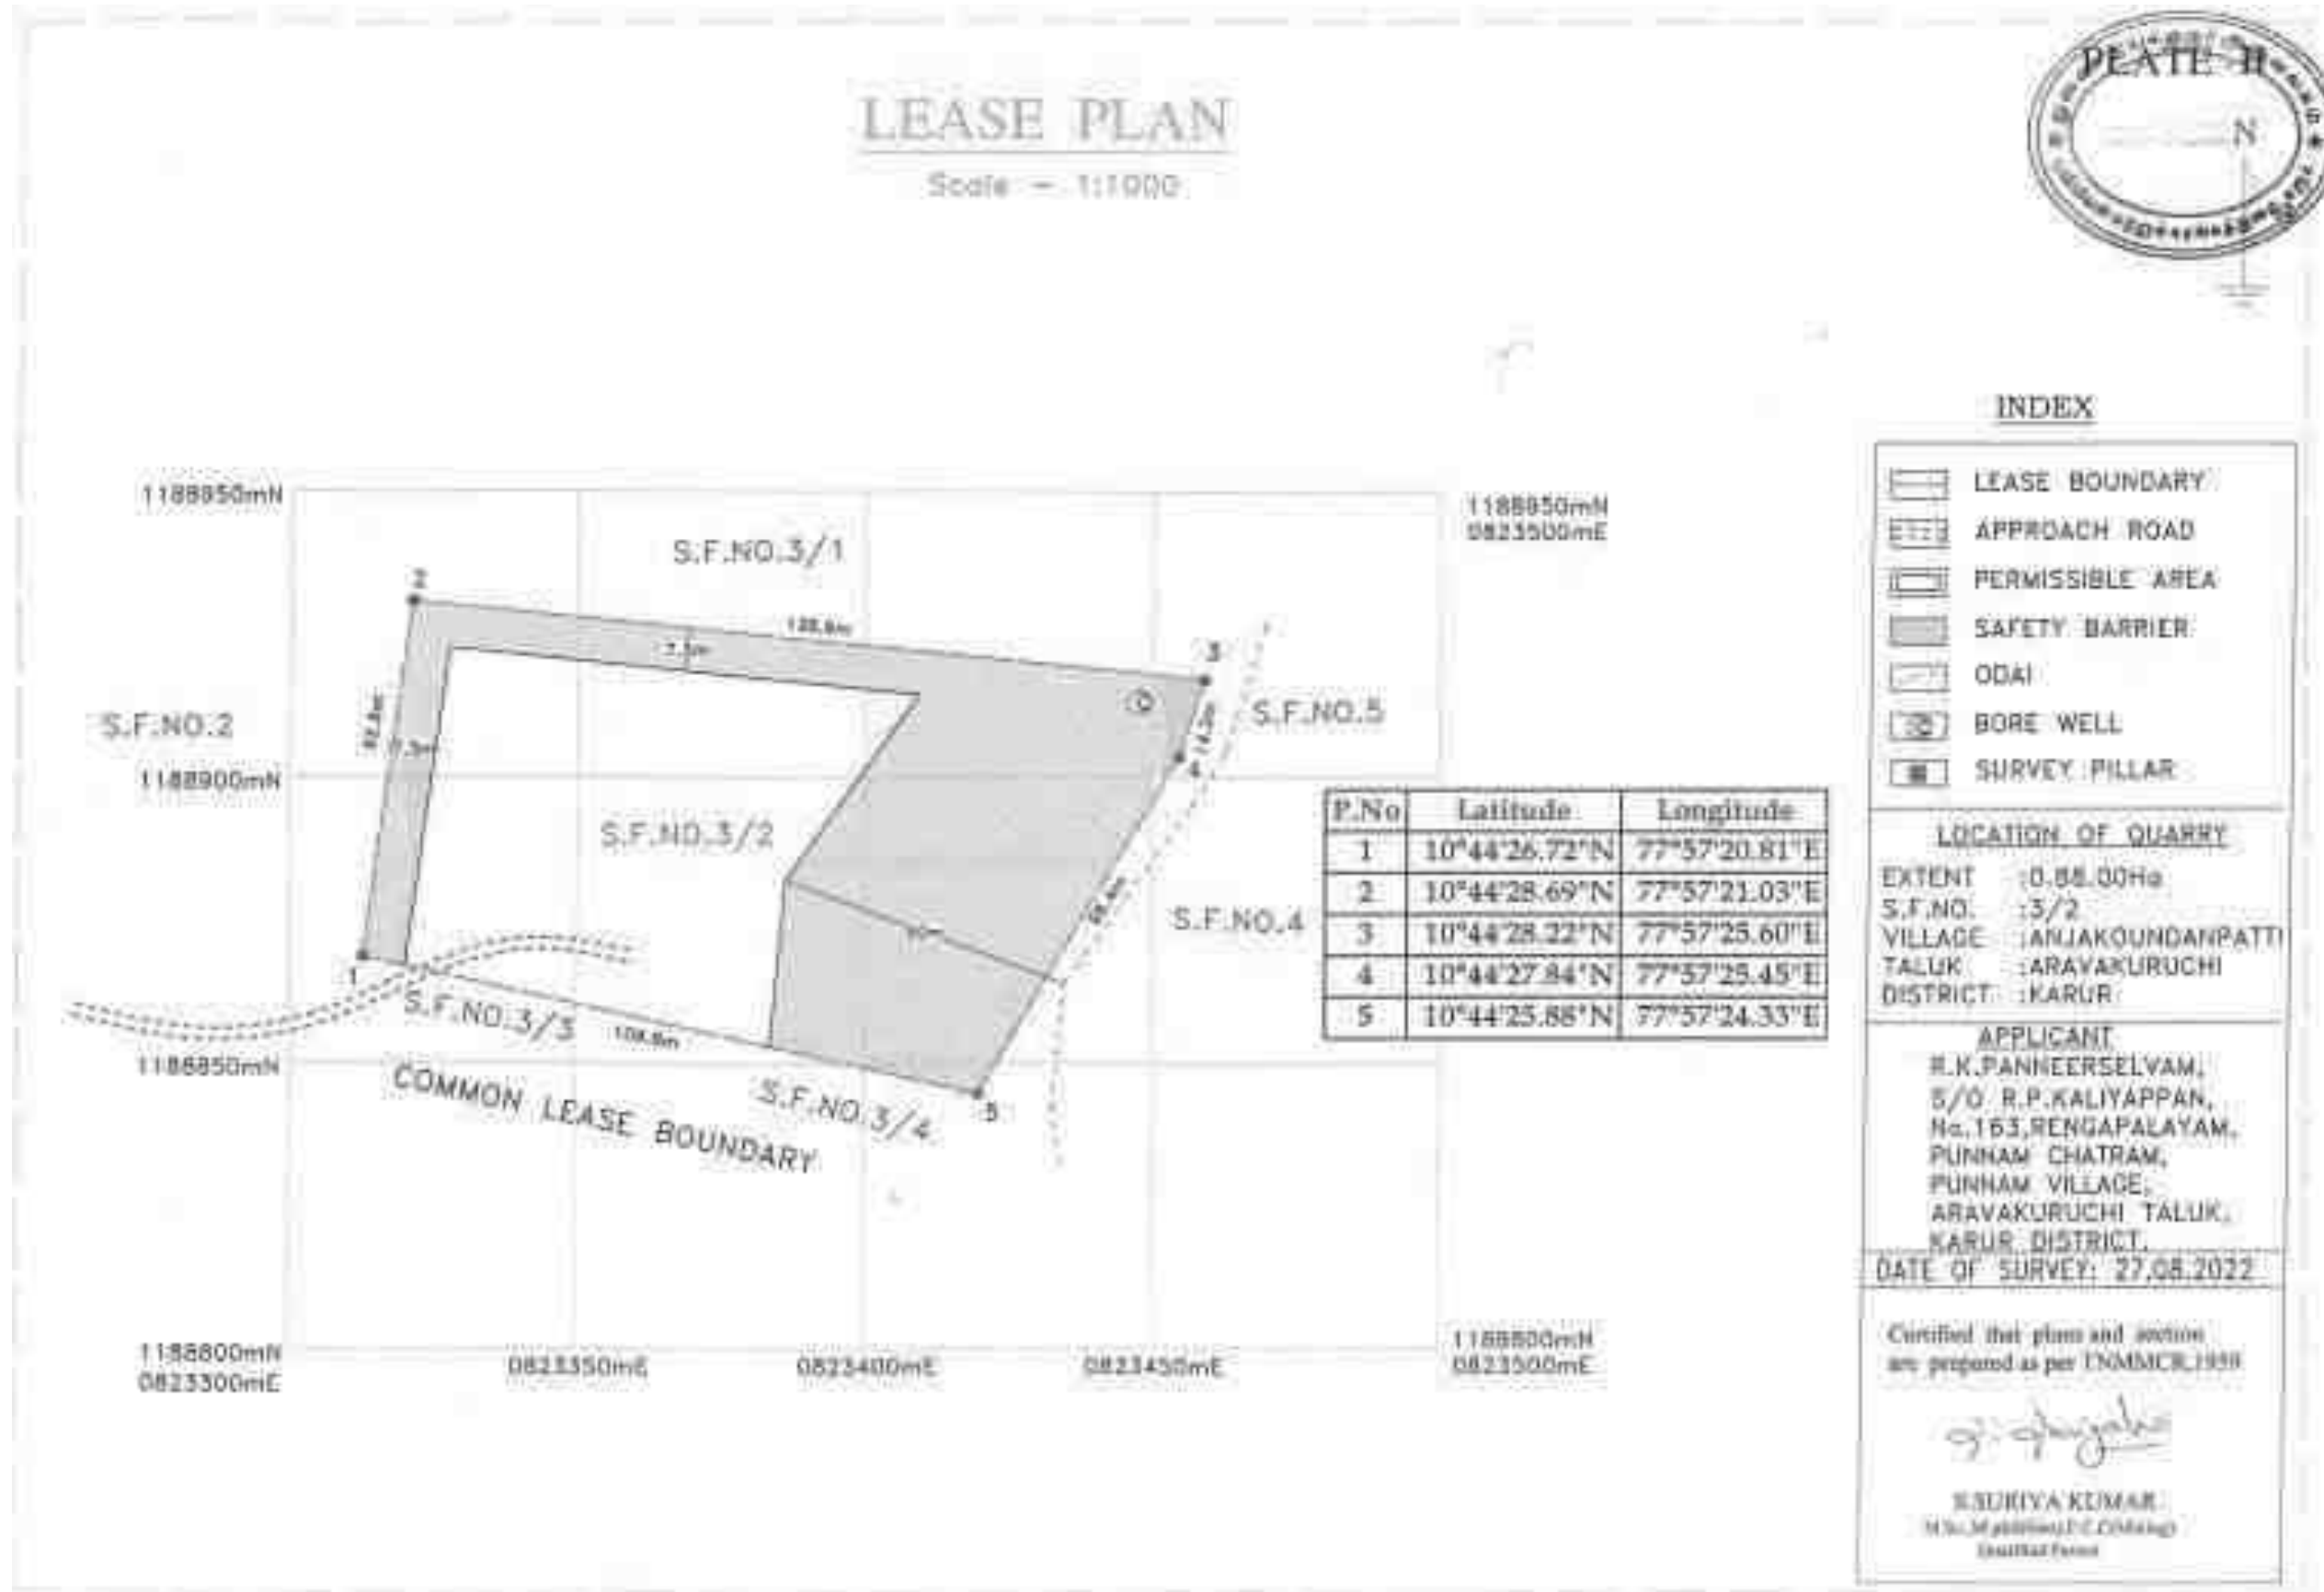 PLATE II
LEASE PLAN
Scale - 1:1000
N
INDEX
LEASE BOUNDARY
APPROACH ROAD
PERMISSIBLE AREA
SAFETY BARRIER
ODAI
BORE WELL
SURVEY PILLAR
LOCATION OF QUARRY
EXTENT :0.88.00Ha
S.F.NO. :3/2
VILLAGE :ANJAKOUNDANPATTI
TALUK :ARAVAKURUCHI
DISTRICT :KARUR
APPLICANT
R.K.PANNEERSELVAM,
S/O R.P.KALIYAPPAN,
No.163,RENGAPALAYAM,
PUNNAM CHATRAM,
PUNNAM VILLAGE,
ARAVAKURUCHI TALUK,
KARUR DISTRICT.
DATE OF SURVEY: 27.08.2022
Certified that plans and section
are prepared as per TNMMCR,1959
S.SURIYA KUMAR
1188950mN
1188950mN
0823500mE
S.F.NO.3/1
2
3
7.5m
S.F.NO.2
S.F.NO.5
14.2m
7.5m
4
1188900mN
S.F.NO.3/2
S.F.NO.4
P.No Latitude Longitude
1 10°44'26.72"N 77°57'20.81"E
2 10°44'28.69"N 77°57'21.03"E
3 10°44'28.22"N 77°57'25.60"E
4 10°44'27.84"N 77°57'25.45"E
5 10°44'25.88"N 77°57'24.33"E
1
S.F.NO.3/3
1188850mN
COMMON LEASE BOUNDARY
S.F.NO.3/4
5
1188800mN
0823300mE
0823350mE
0823400mE
0823450mE
1188800mN
0823500mE